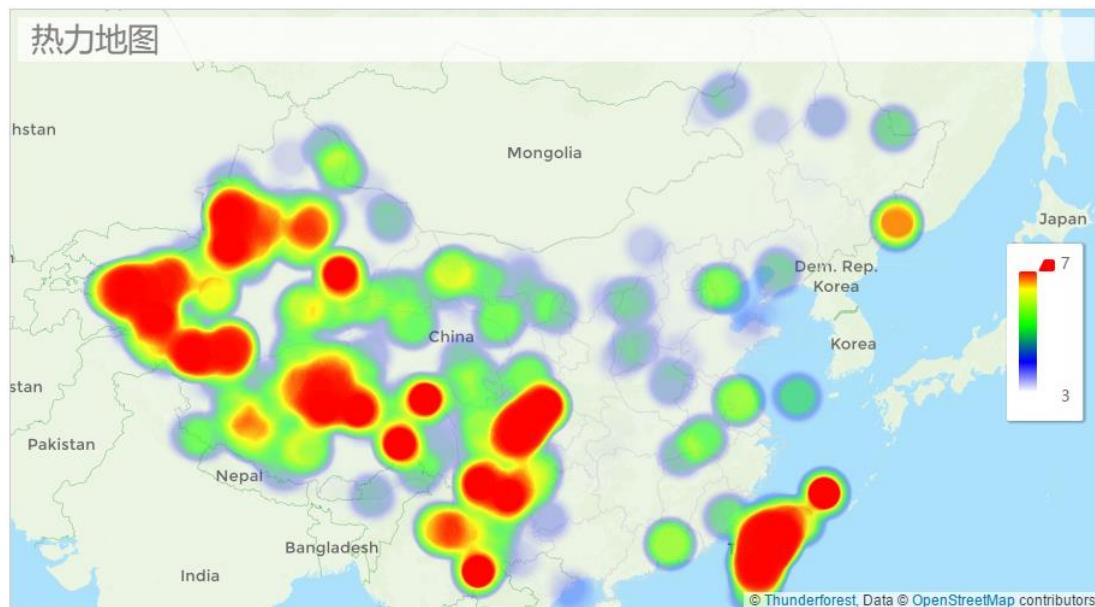 热力地图
hstan
Mongolia
Japan
7
Dem. Rep.
Korea
China
Korea
3
stan
Pakistan
Nepal
Bangladesh
India
© Thunderforest, Data © OpenStreetMap contributors